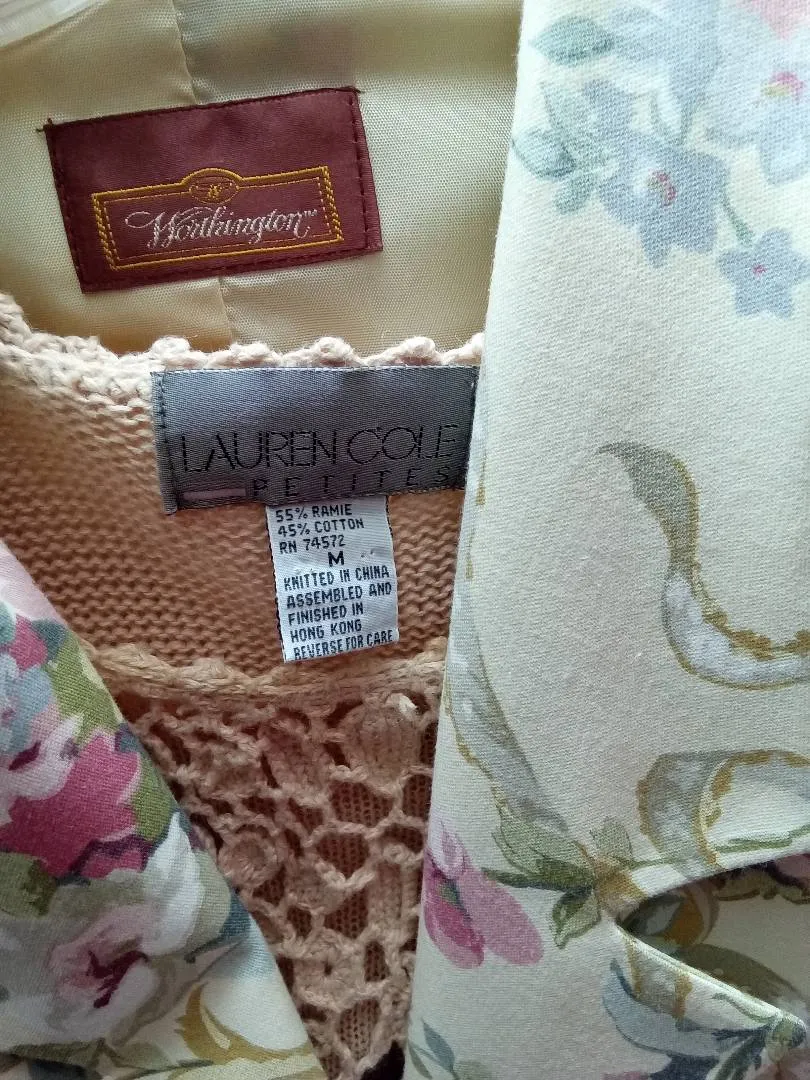 W
Worthington™
LAUREN COLE
PETITES
55% RAMIE
45% COTTON
RN 74572
M
KNITTED IN CHINA
ASSEMBLED AND
FINISHED IN
HONG KONG
REVERSE FOR CARE